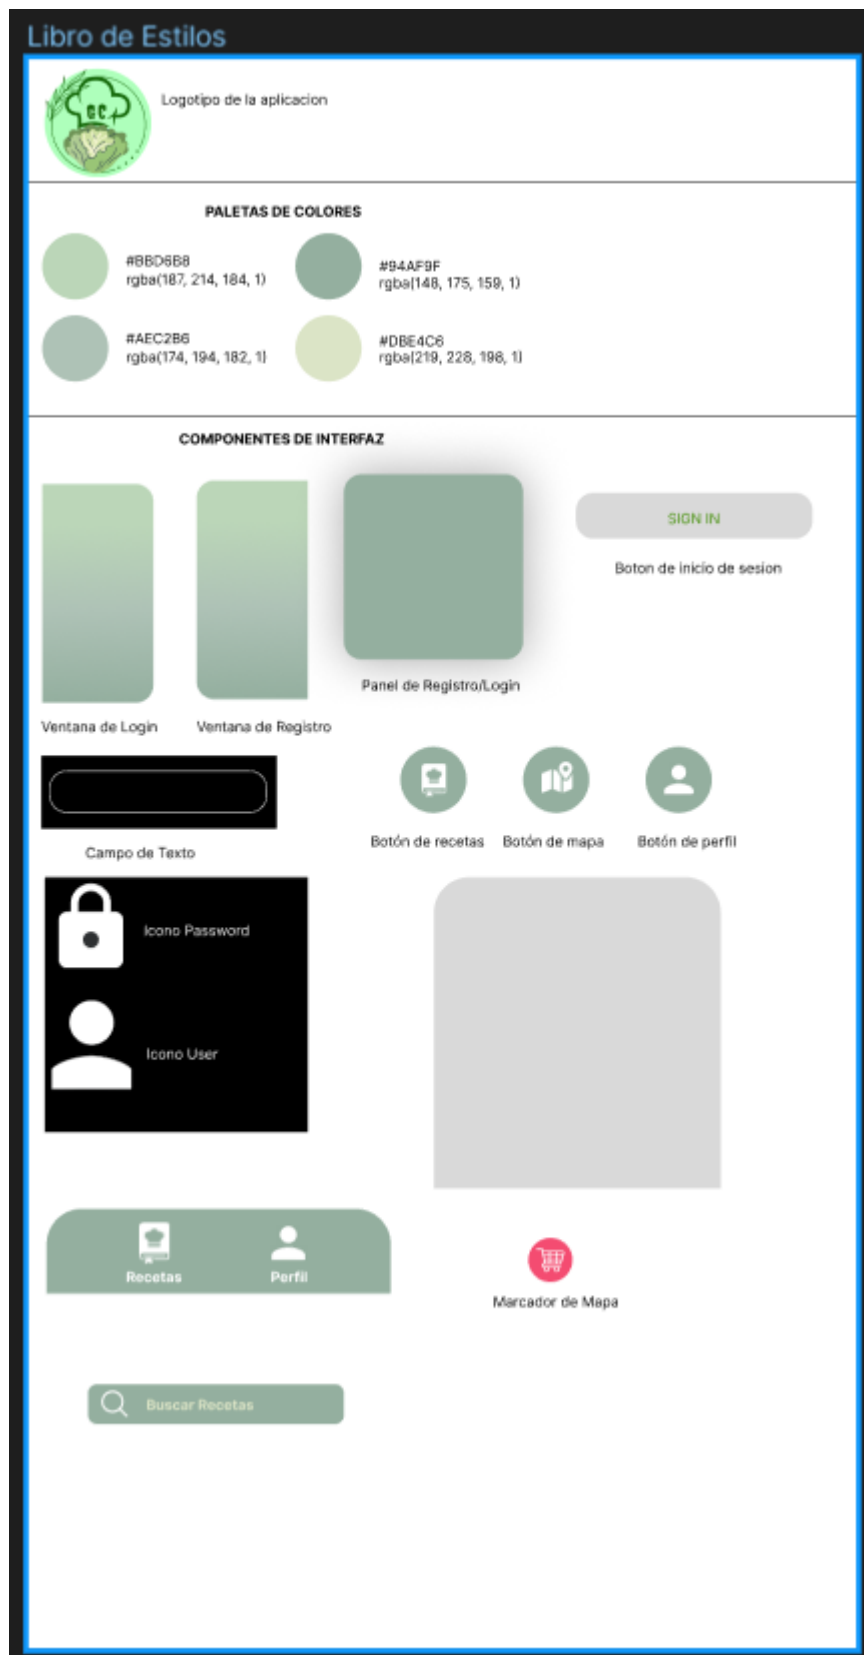 Libro de Estilos
GC
Logotipo de la aplicacion
PALETAS DE COLORES
#BBD6B8
rgba(187, 214, 184, 1)
#94AF9F
rgba(148, 175, 159, 1)
#AEC2B6
rgba(174, 194, 182, 1)
#DBE4C6
rgba(219, 228, 198, 1)
COMPONENTES DE INTERFAZ
SIGN IN
Boton de inicio de sesion
Panel de Registro/Login
Ventana de Login
Ventana de Registro
Botón de recetas
Botón de mapa
Botón de perfil
Campo de Texto
Icono Password
Icono User
Recetas
Perfil
Marcador de Mapa
Buscar Recetas